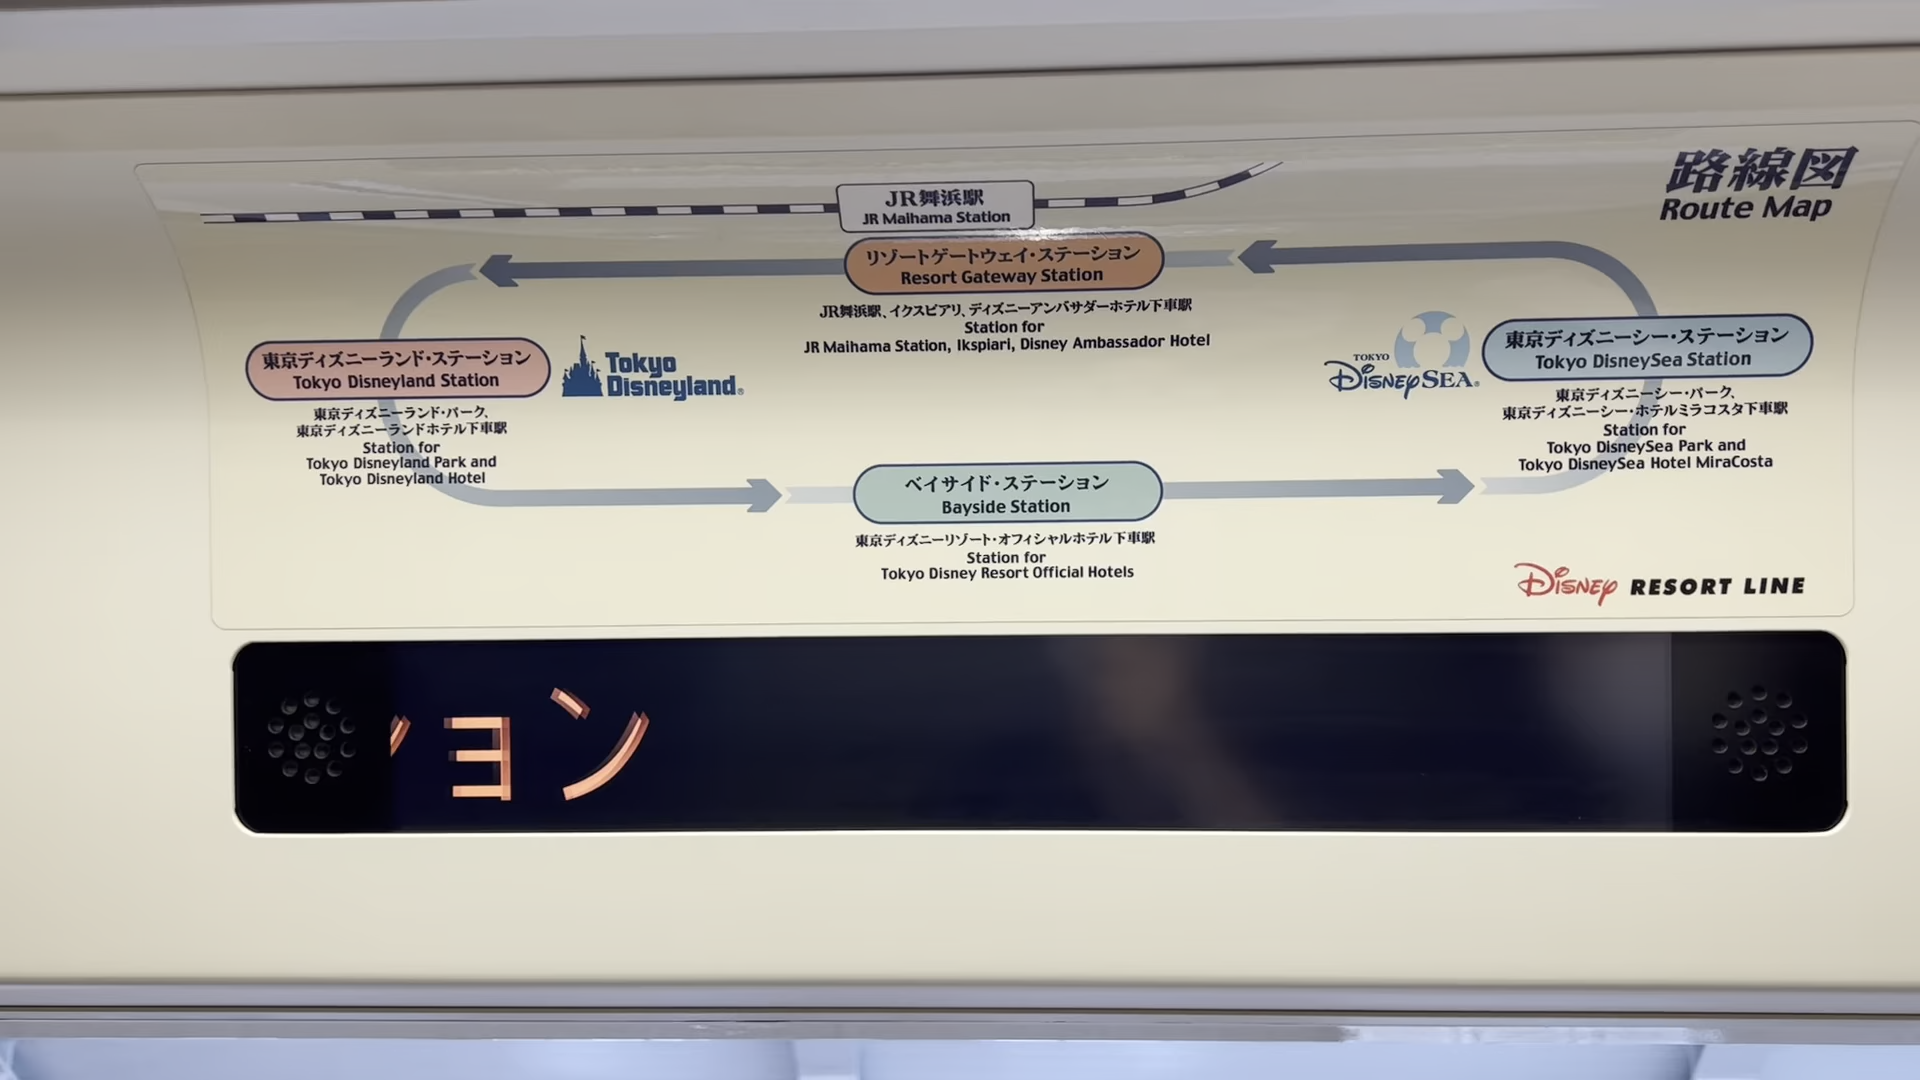 路線図
Route Map
JR舞浜駅
JR Maihama Station
リゾートゲートウェイ・ステーション
Resort Gateway Station
JR舞浜駅、イクスピアリ、ディズニーアンバサダーホテル下車駅
Station for
JR Maihama Station, Ikspiari, Disney Ambassador Hotel
東京ディズニーランド・ステーション
Tokyo Disneyland Station
Tokyo
Disneyland®
東京ディズニーランド・パーク、
東京ディズニーランドホテル下車駅
Station for
Tokyo Disneyland Park and
Tokyo Disneyland Hotel
TOKYO
DISNEYSEA®
東京ディズニーシー・ステーション
Tokyo DisneySea Station
東京ディズニーシー・パーク、
東京ディズニーシー・ホテルミラコスタ下車駅
Station for
Tokyo DisneySea Park and
Tokyo DisneySea Hotel MiraCosta
ベイサイド・ステーション
Bayside Station
東京ディズニーリゾート・オフィシャルホテル下車駅
Station for
Tokyo Disney Resort Official Hotels
Disney RESORT LINE
ョン